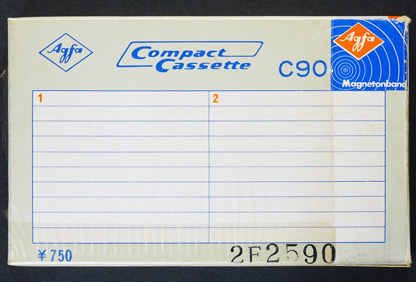 Agfa
Compact
Cassette
C90
Agfa
Magnetonband
1
2
¥750
2F2590